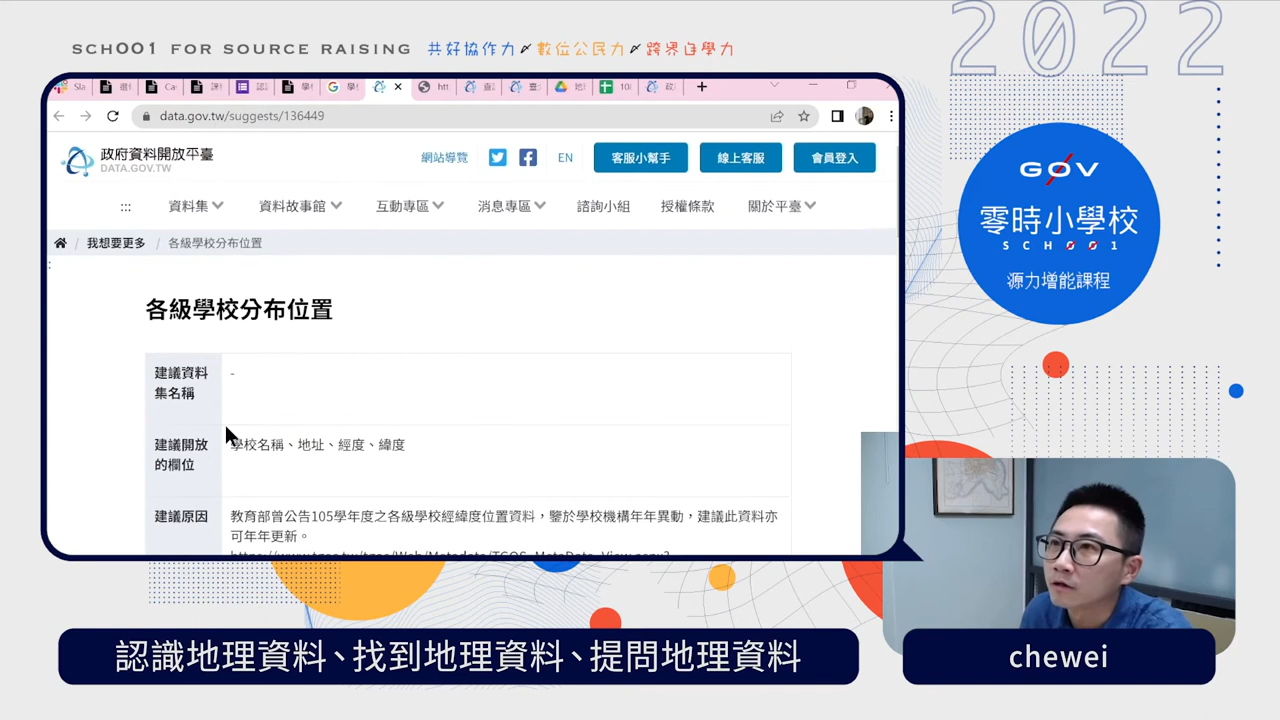 SCHOO1 FOR SOURCE RAISING 共好協作力 數位公民力 跨界自學力
2022
data.gov.tw/suggests/136449
政府資料開放平臺
DATA.GOV.TW
網站導覽 EN 客服小幫手 線上客服 會員登入
資料集 資料故事館 互動專區 消息專區 諮詢小組 授權條款 關於平臺
/ 我想要更多 / 各級學校分布位置
各級學校分布位置
建議資料集名稱 -
建議開放的欄位 學校名稱、地址、經度、緯度
建議原因 教育部曾公告105學年度之各級學校經緯度位置資料,鑒於學校機構年年異動,建議此資料亦
可年年更新。
GOV
零時小學校
SCHOO1
源力增能課程
認識地理資料、找到地理資料、提問地理資料
chewei